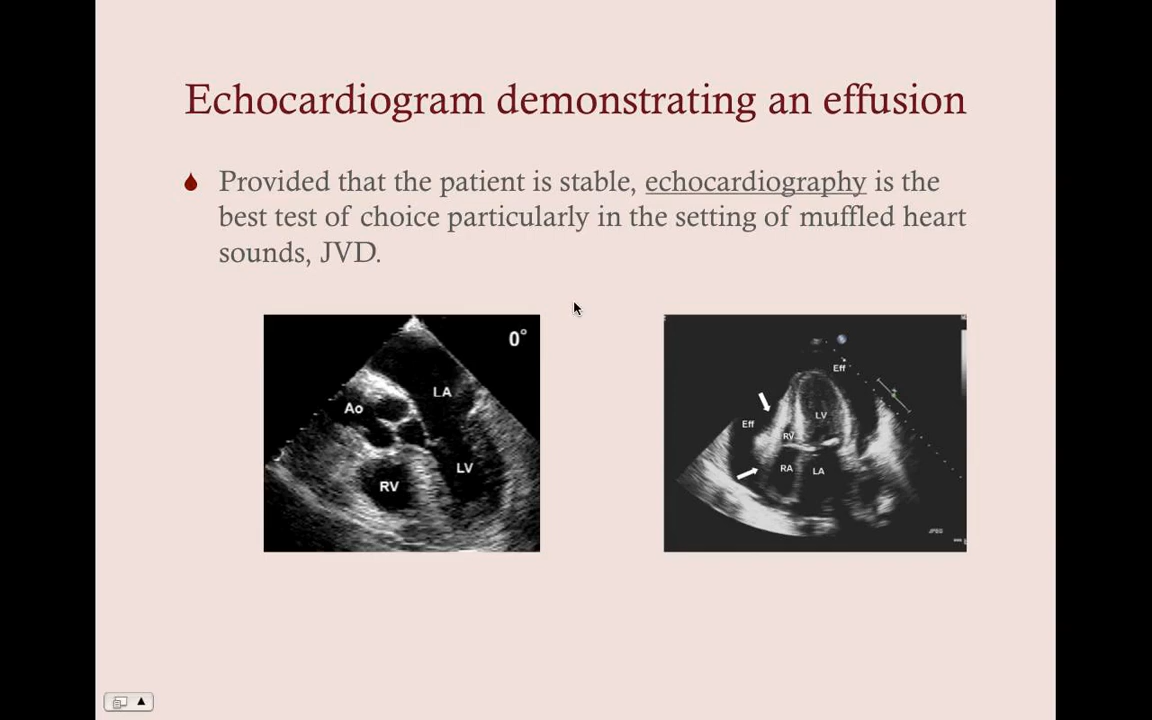 Echocardiogram demonstrating an effusion
Provided that the patient is stable, echocardiography is the
best test of choice particularly in the setting of muffled heart
sounds, JVD.
0°
LA
Ao
LV
RV
Eff
LV
Eff
RV
RA
LA
JPEG